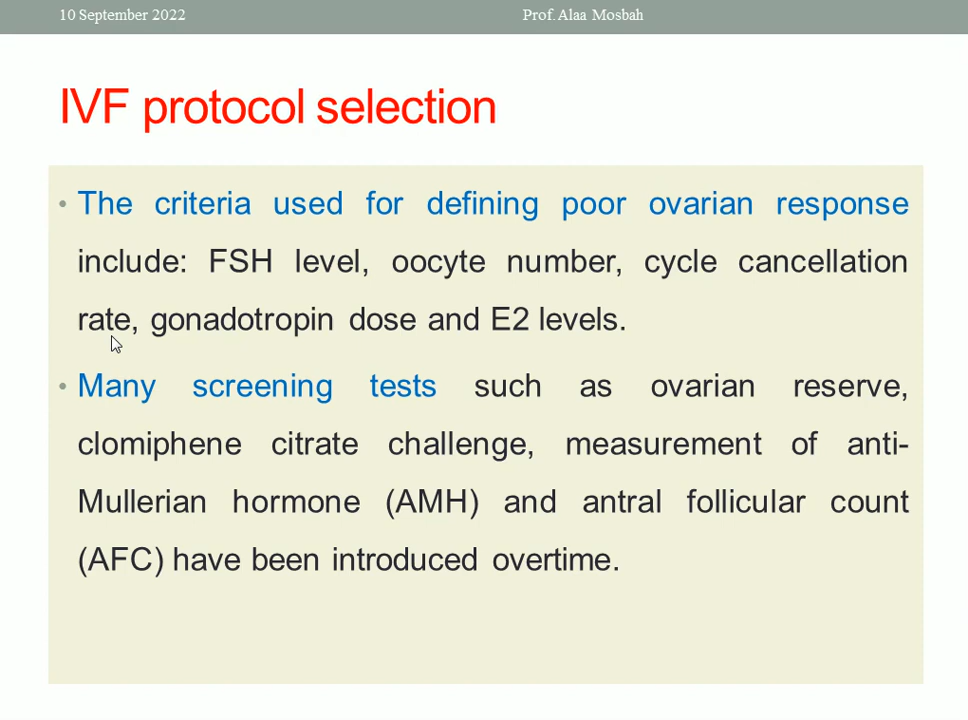 10 September 2022 Prof. Alaa Mosbah
IVF protocol selection
• The criteria used for defining poor ovarian response
include: FSH level, oocyte number, cycle cancellation
rate, gonadotropin dose and E2 levels.
• Many screening tests such as ovarian reserve,
clomiphene citrate challenge, measurement of anti-
Mullerian hormone (AMH) and antral follicular count
(AFC) have been introduced overtime.